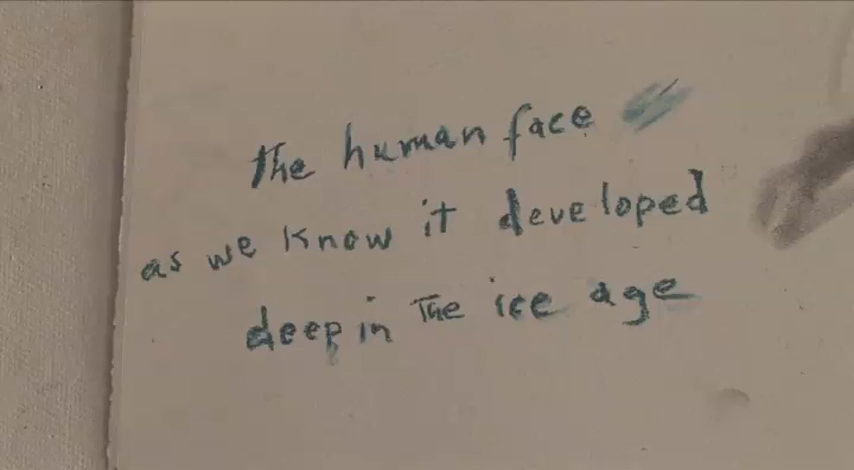 The human face
as we know it developed
deep in The ice age